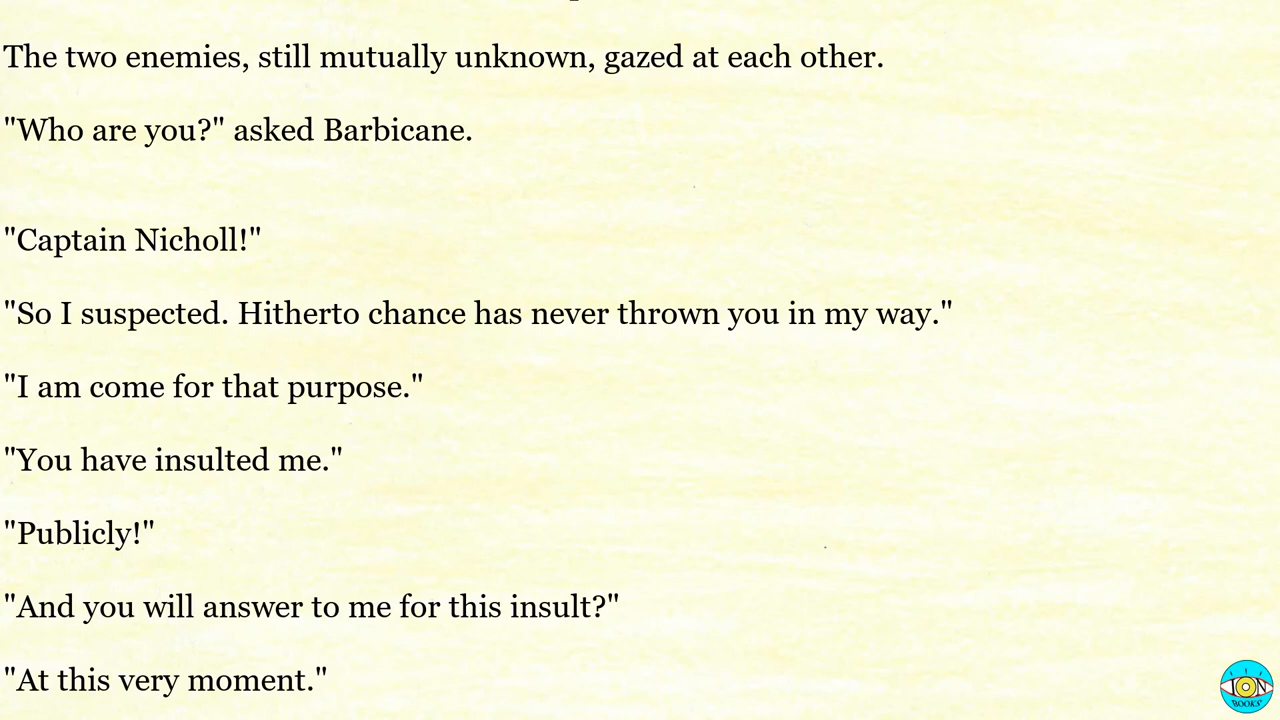 The two enemies, still mutually unknown, gazed at each other.
"Who are you?" asked Barbicane.
"Captain Nicholl!"
"So I suspected. Hitherto chance has never thrown you in my way."
"I am come for that purpose."
"You have insulted me."
"Publicly!"
"And you will answer to me for this insult?"
"At this very moment."
ION
BOOKS